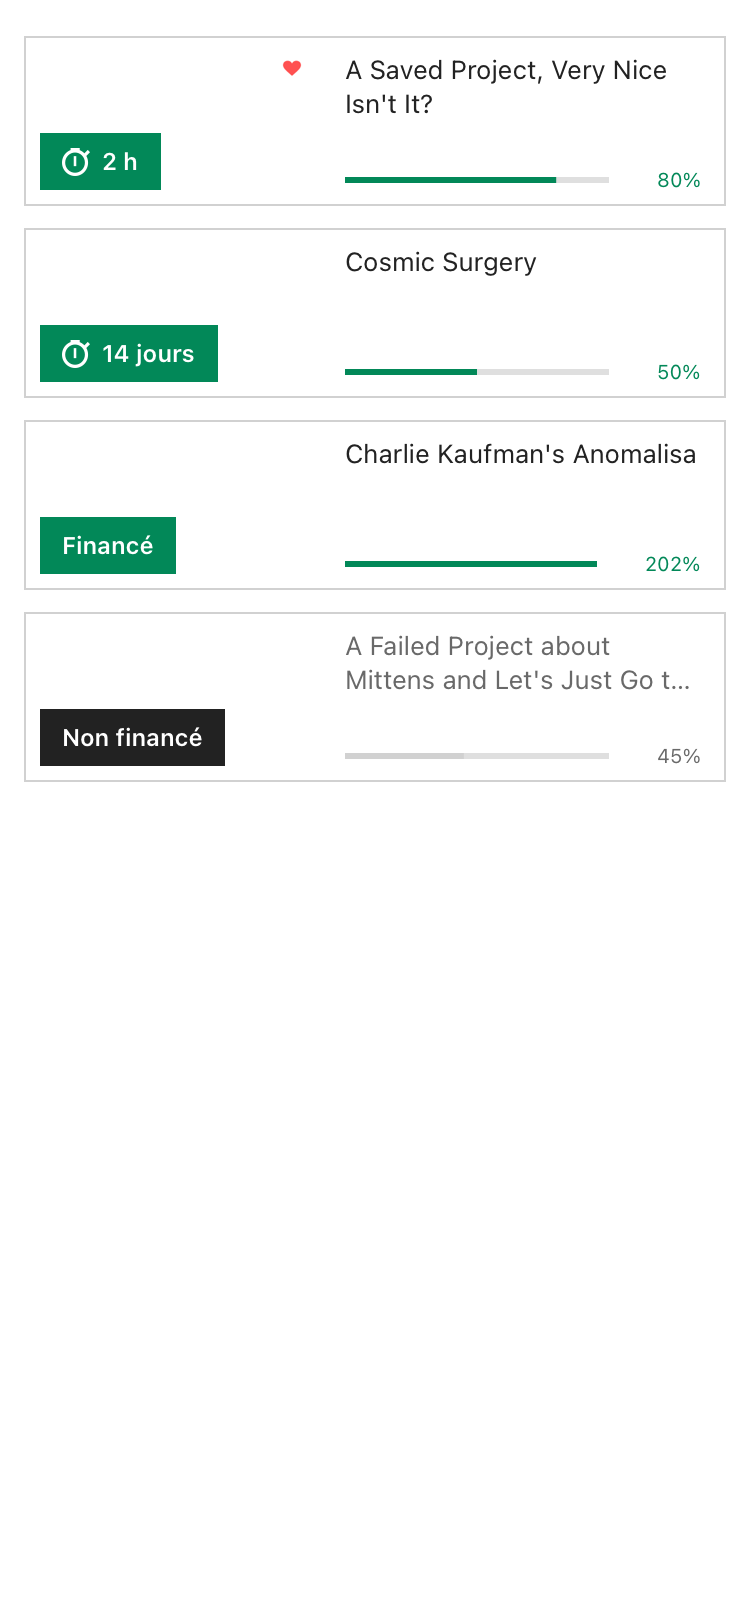 A Saved Project, Very Nice
Isn't It?
2 h
80%
Cosmic Surgery
14 jours
50%
Charlie Kaufman's Anomalisa
Financé
202%
A Failed Project about
Mittens and Let's Just Go t...
Non financé
45%